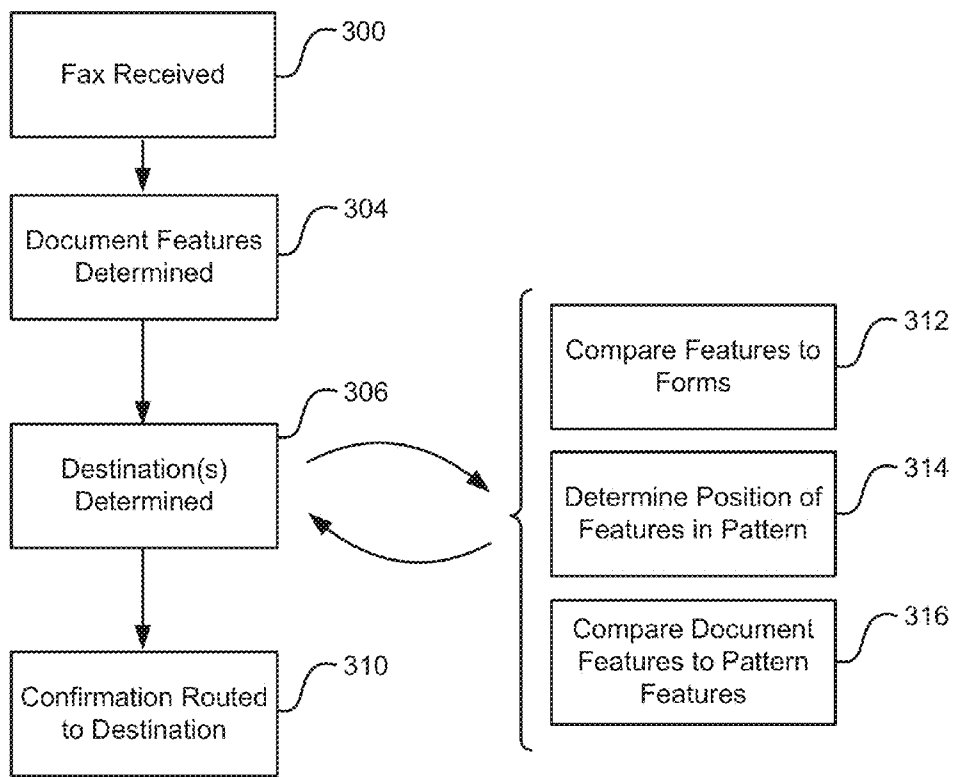 Fax Received
300
Document Features
Determined
304
Destination(s)
Determined
306
Confirmation Routed
to Destination
310
Compare Features to
Forms
312
Determine Position of
Features in Pattern
314
Compare Document
Features to Pattern
Features
316